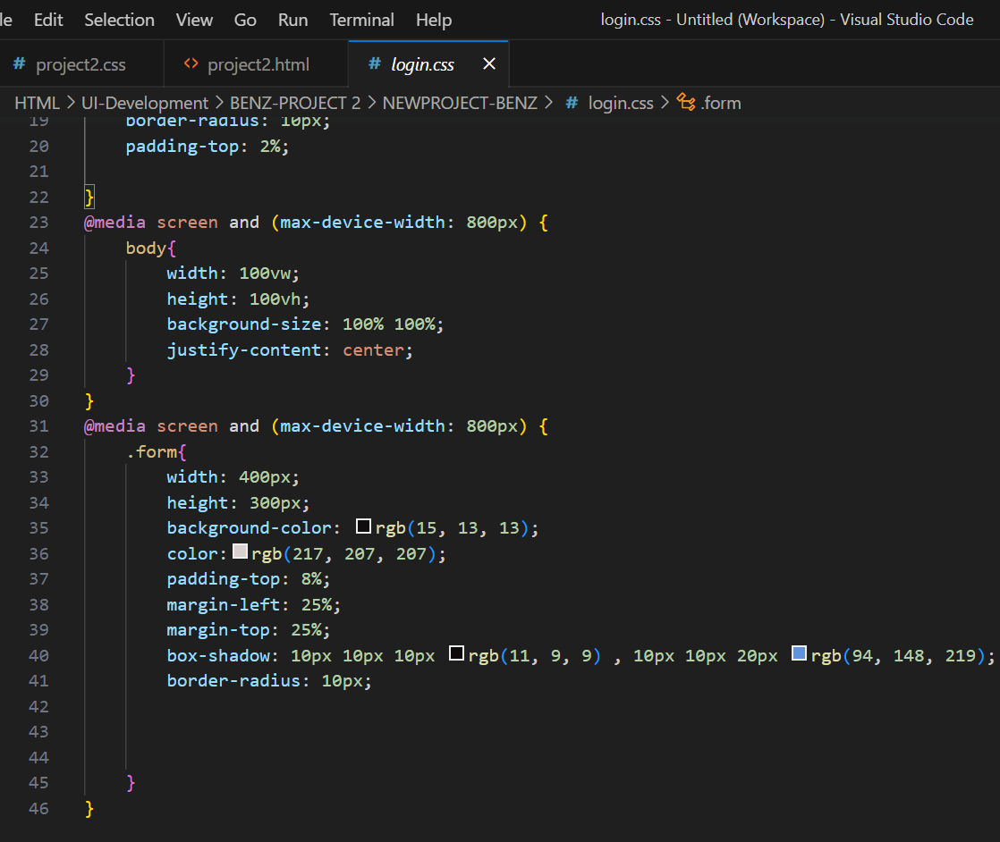 le Edit Selection View Go Run Terminal Help login.css - Untitled (Workspace) - Visual Studio Code
# project2.css <> project2.html # login.css ×
HTML > UI-Development > BENZ-PROJECT 2 > NEWPROJECT-BENZ > # login.css > .form
19 border-radius: 10px;
20 padding-top: 2%;
21
22 }
23 @media screen and (max-device-width: 800px) {
24 body{
25 width: 100vw;
26 height: 100vh;
27 background-size: 100% 100%;
28 justify-content: center;
29 }
30 }
31 @media screen and (max-device-width: 800px) {
32 .form{
33 width: 400px;
34 height: 300px;
35 background-color: rgb(15, 13, 13);
36 color: rgb(217, 207, 207);
37 padding-top: 8%;
38 margin-left: 25%;
39 margin-top: 25%;
40 box-shadow: 10px 10px 10px rgb(11, 9, 9) , 10px 10px 20px rgb(94, 148, 219);
41 border-radius: 10px;
42
43
44
45 }
46 }